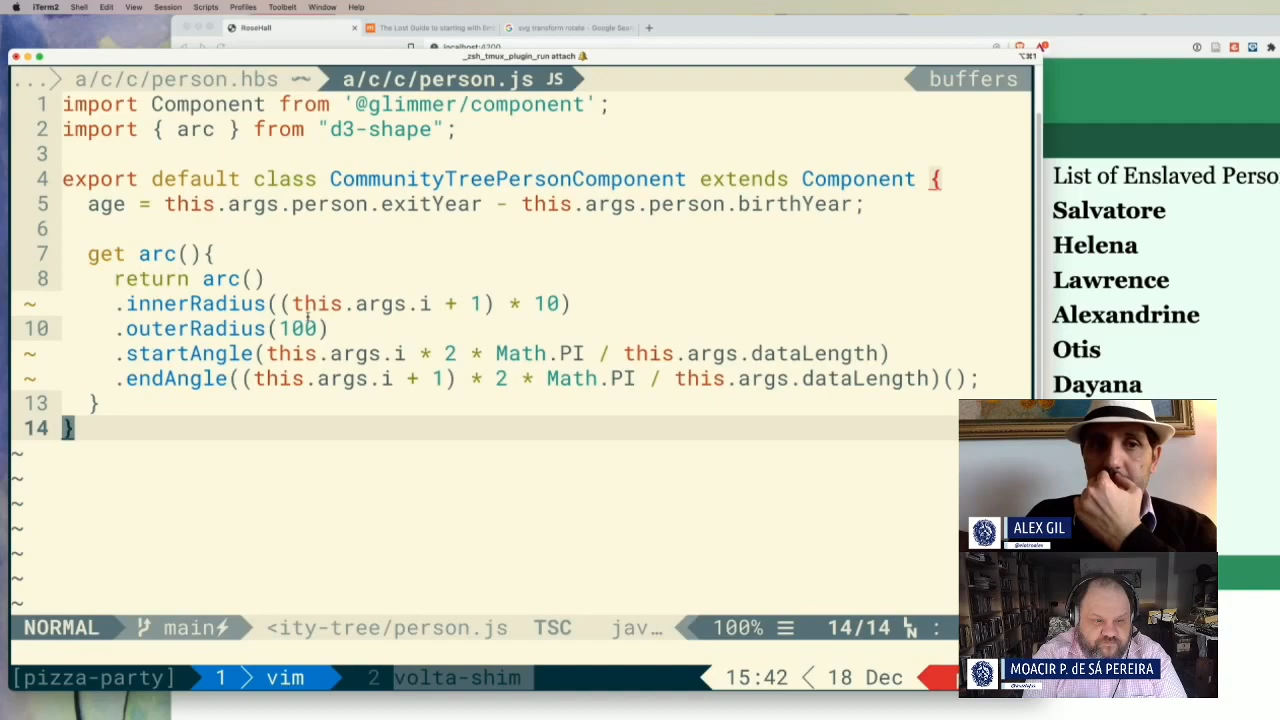 iTerm2 Shell Edit View Session Scripts Profiles Toolbelt Window Help
RoseHall × The Lost Guide to starting with Em svg transform rotate - Google Sea +
localhost:4200
_zsh_tmux_plugin_run attach
⌥⌘1
... a/c/c/person.hbs a/c/c/person.js JS buffers
1 import Component from '@glimmer/component';
2 import { arc } from "d3-shape";
3
4 export default class CommunityTreePersonComponent extends Component {
5 age = this.args.person.exitYear - this.args.person.birthYear;
6
7 get arc(){
8 return arc()
~ .innerRadius((this.args.i + 1) * 10)
10 .outerRadius(100)
~ .startAngle(this.args.i * 2 * Math.PI / this.args.dataLength)
~ .endAngle((this.args.i + 1) * 2 * Math.PI / this.args.dataLength)();
13 }
14 }
~
~
~
~
~
~
~
NORMAL main <ity-tree/person.js TSC jav… 100% ☰ 14/14 :
[pizza-party] 1 vim 2 volta-shim 15:42 18 Dec
List of Enslaved Perso
Salvatore
Helena
Lawrence
Alexandrine
Otis
Dayana
ALEX GIL
@elotroalex
MOACIR P. dE SÁ PEREIRA